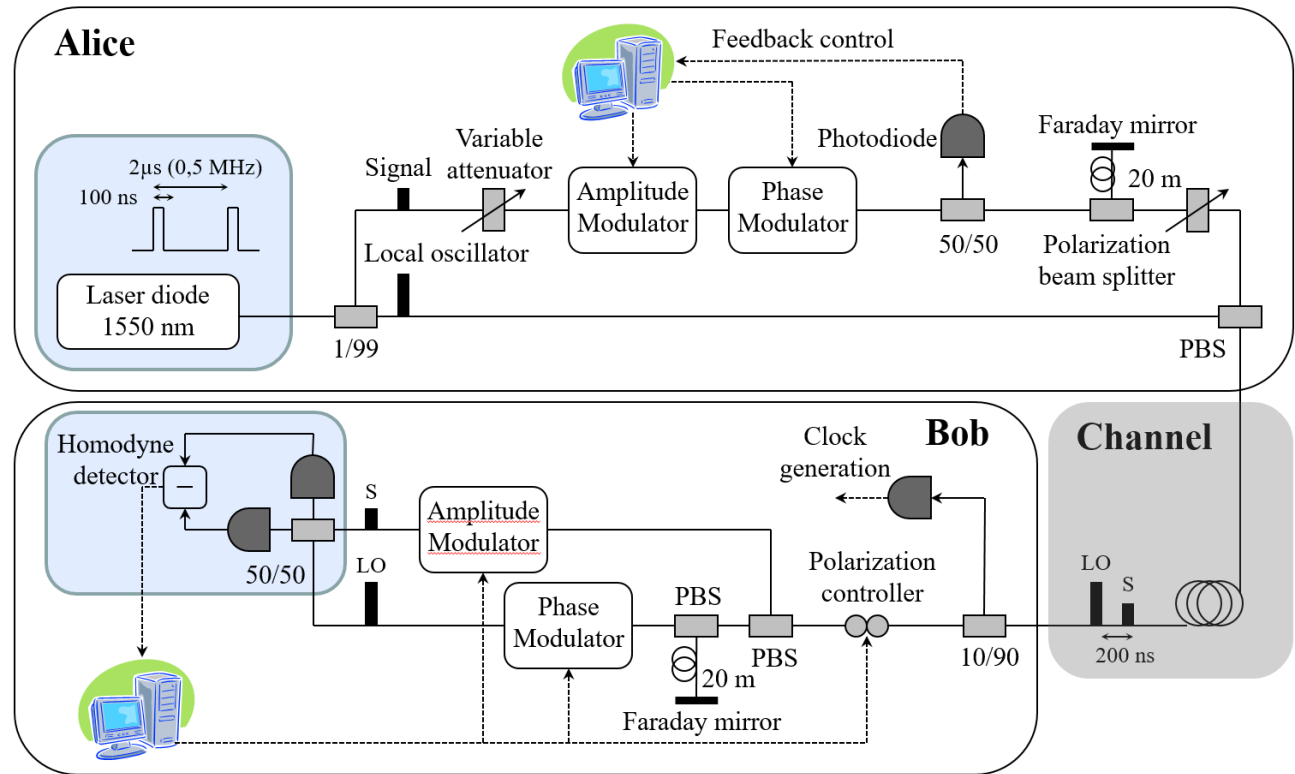 Alice
Feedback control
2µs (0,5 MHz)
100 ns
Laser diode
1550 nm
1/99
Signal
Variable
attenuator
Local oscillator
Amplitude
Modulator
Phase
Modulator
Photodiode
50/50
Faraday mirror
20 m
Polarization
beam splitter
PBS
Bob
Channel
Homodyne
detector
50/50
S
LO
Amplitude
Modulator
Phase
Modulator
PBS
20 m
Faraday mirror
PBS
Polarization
controller
Clock
generation
10/90
LO
S
200 ns